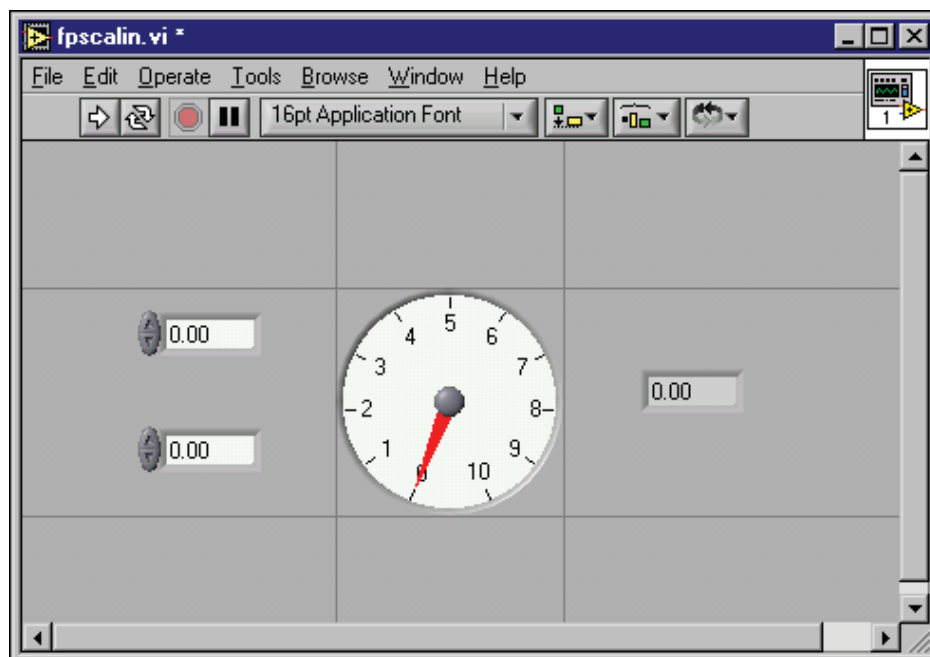 fpscalin.vi *
File Edit Operate Tools Browse Window Help
16pt Application Font
1
0.00
0.00
0 1 2 3 4 5 6 7 8 9 10
0.00